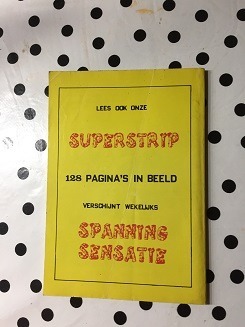 LEES OOK ONZE
SUPERSTRIP
128 PAGINA'S IN BEELD
VERSCHIJNT WEKELIJKS
SPANNING
SENSATIE